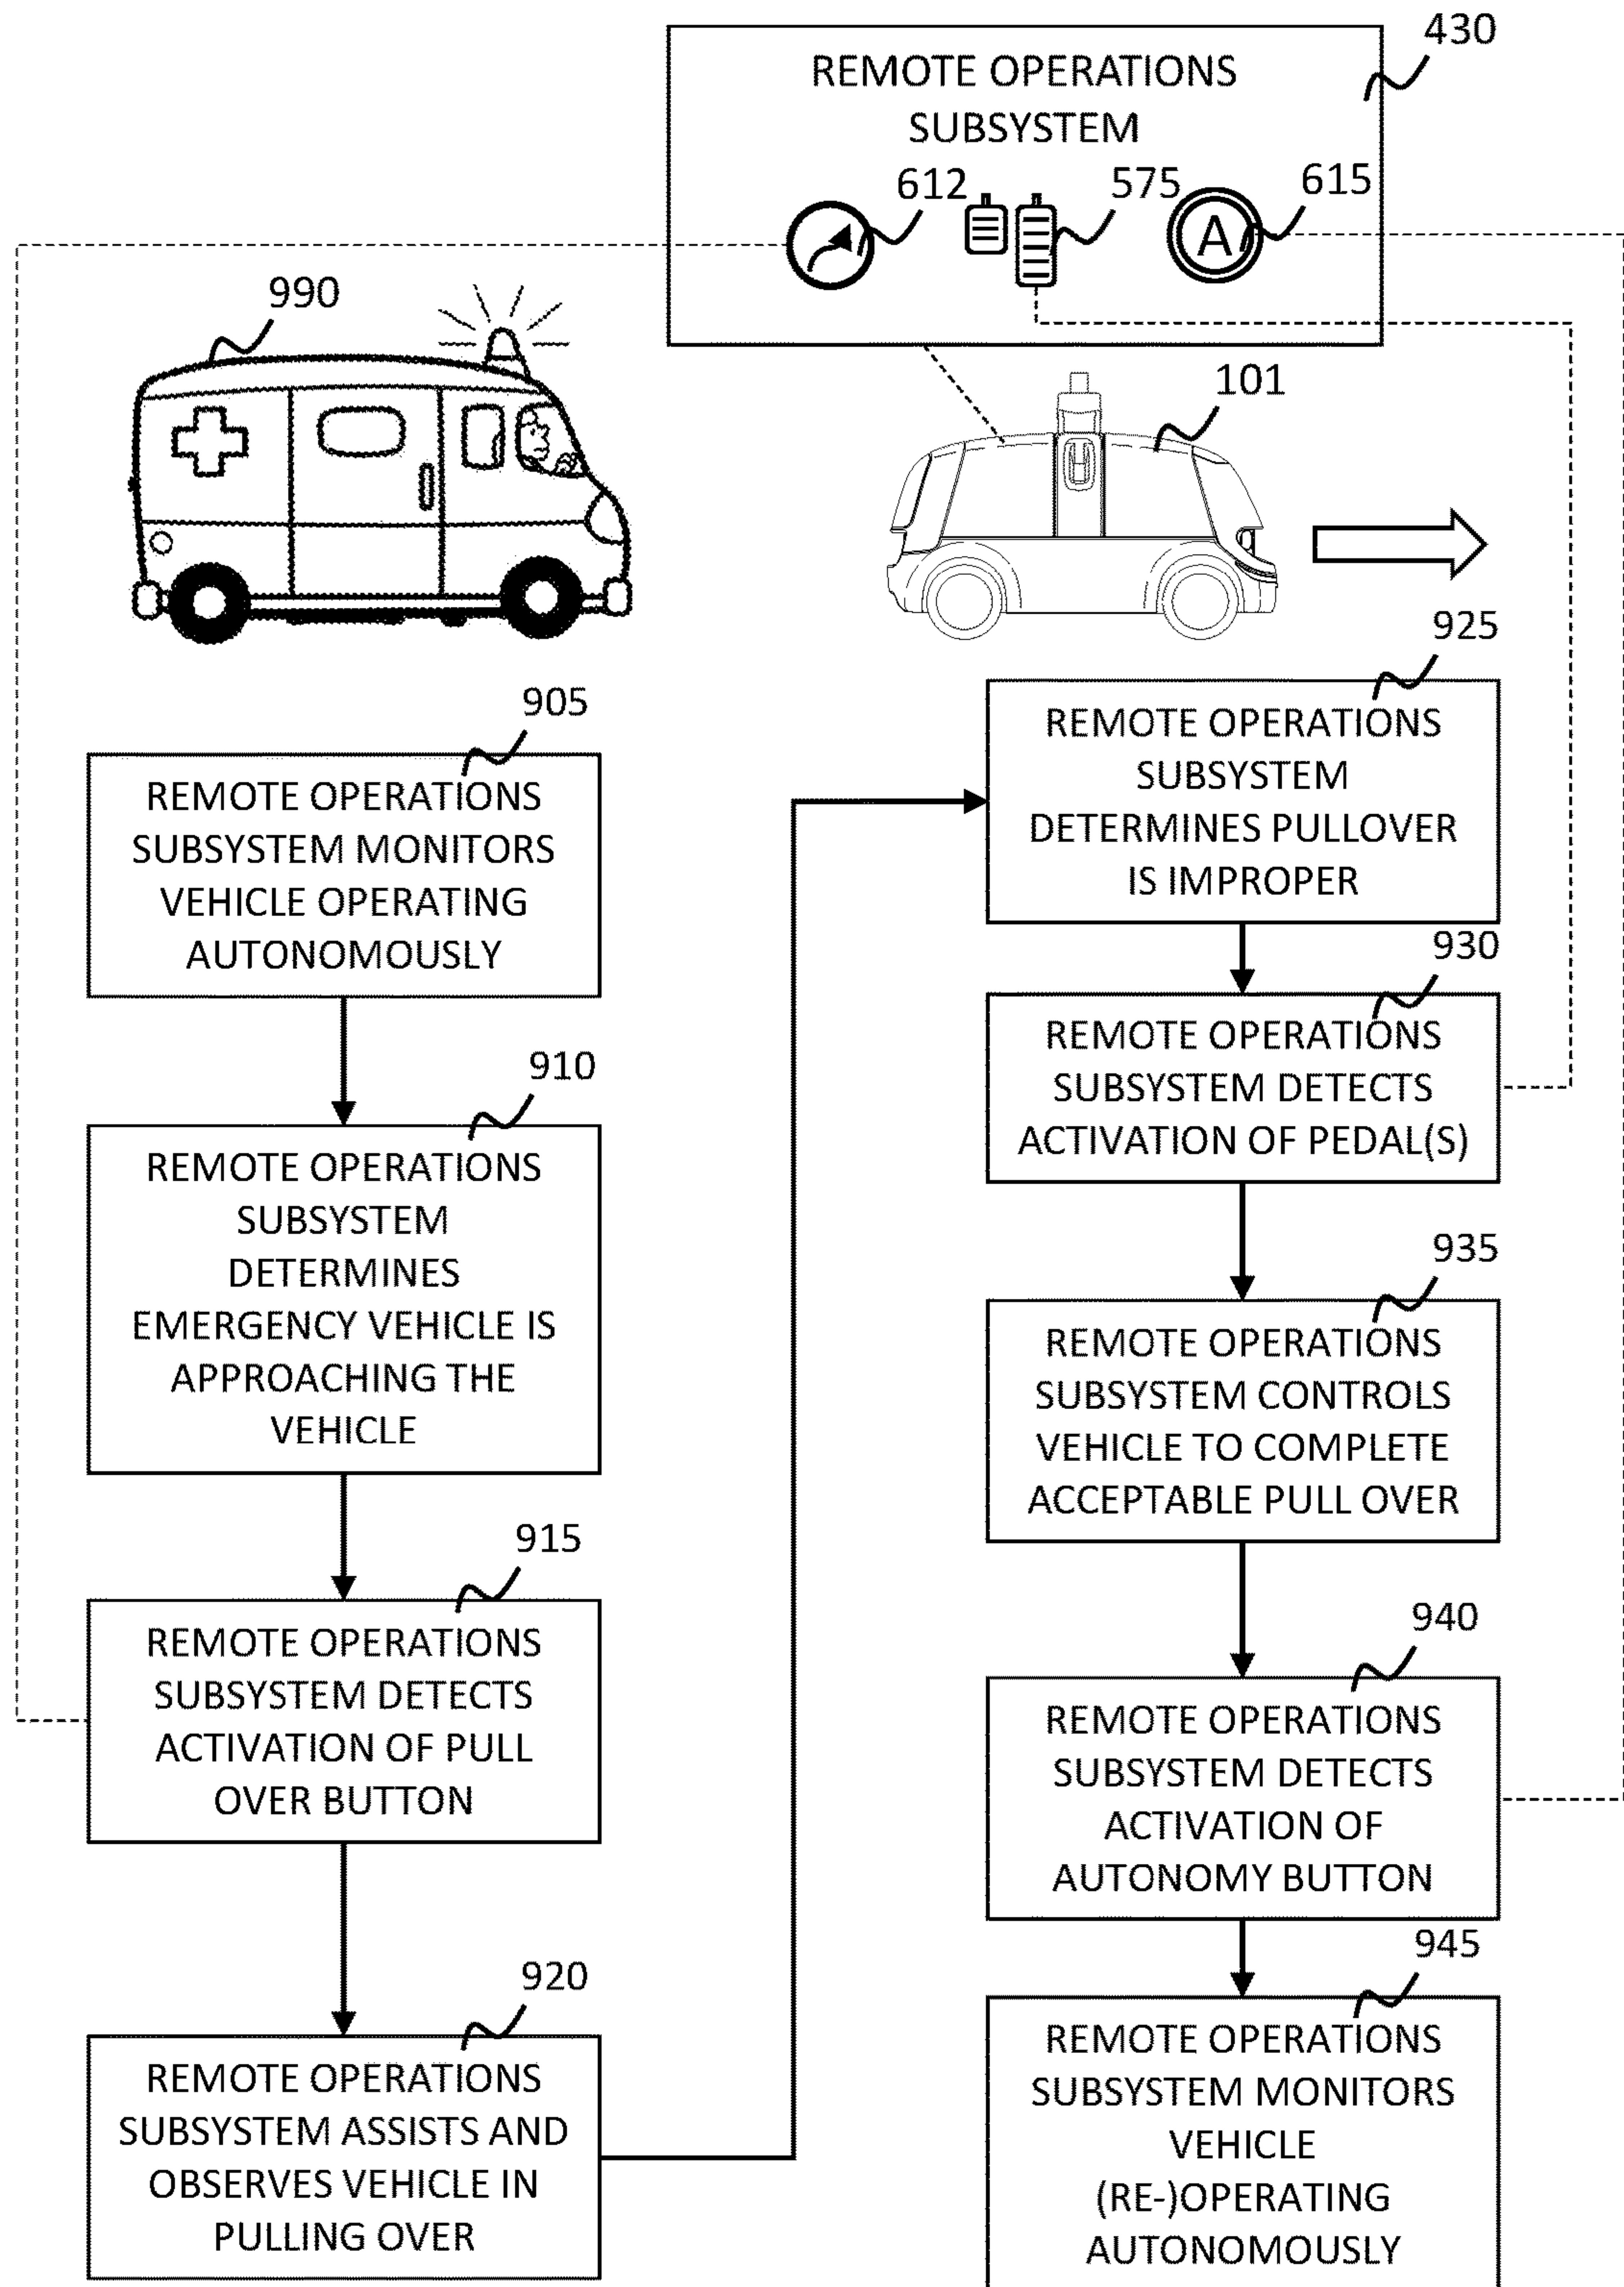 430
REMOTE OPERATIONS
SUBSYSTEM
612
575
615
A
990
101
905
REMOTE OPERATIONS
SUBSYSTEM MONITORS
VEHICLE OPERATING
AUTONOMOUSLY
910
REMOTE OPERATIONS
SUBSYSTEM
DETERMINES
EMERGENCY VEHICLE IS
APPROACHING THE
VEHICLE
915
REMOTE OPERATIONS
SUBSYSTEM DETECTS
ACTIVATION OF PULL
OVER BUTTON
920
REMOTE OPERATIONS
SUBSYSTEM ASSISTS AND
OBSERVES VEHICLE IN
PULLING OVER
925
REMOTE OPERATIONS
SUBSYSTEM
DETERMINES PULLOVER
IS IMPROPER
930
REMOTE OPERATIONS
SUBSYSTEM DETECTS
ACTIVATION OF PEDAL(S)
935
REMOTE OPERATIONS
SUBSYSTEM CONTROLS
VEHICLE TO COMPLETE
ACCEPTABLE PULL OVER
940
REMOTE OPERATIONS
SUBSYSTEM DETECTS
ACTIVATION OF
AUTONOMY BUTTON
945
REMOTE OPERATIONS
SUBSYSTEM MONITORS
VEHICLE
(RE-)OPERATING
AUTONOMOUSLY